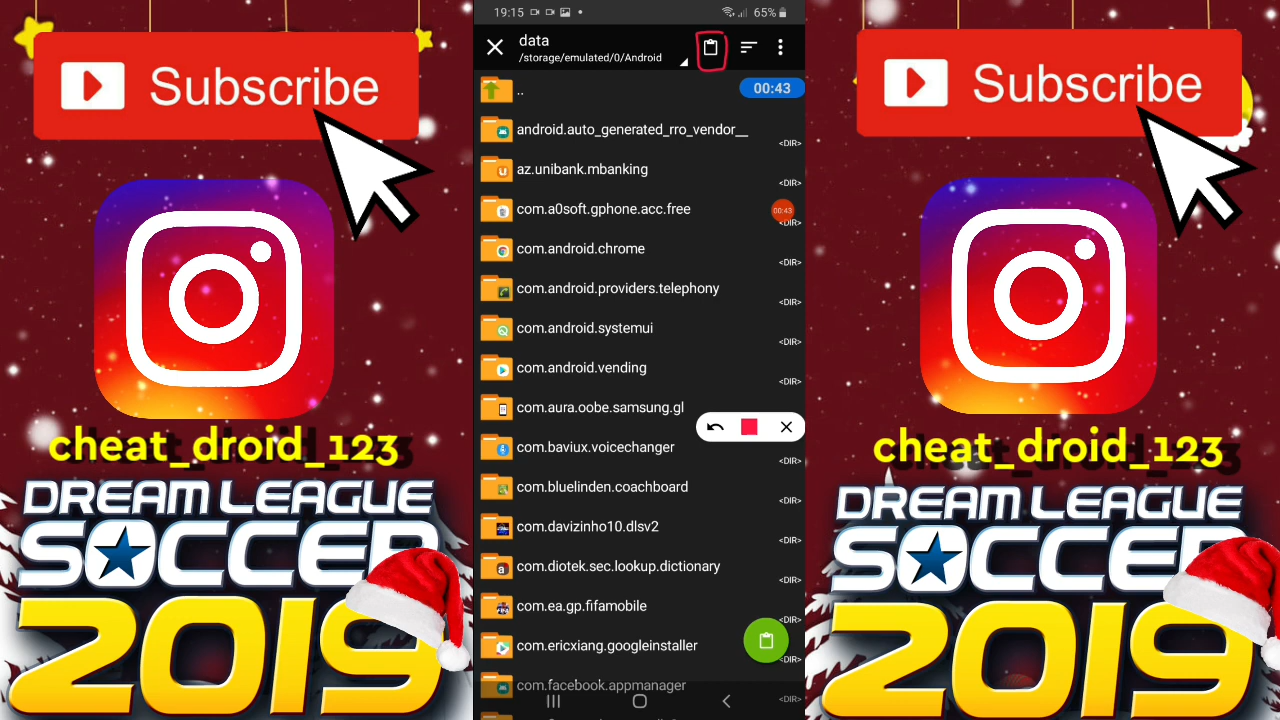 Subscribe
cheat_droid_123
DREAM LEAGUE
SOCCER
2019
19:15
65%
data
/storage/emulated/0/Android
..
00:43
android.auto_generated_rro_vendor__
<DIR>
az.unibank.mbanking
<DIR>
com.a0soft.gphone.acc.free
00:43
<DIR>
com.android.chrome
<DIR>
com.android.providers.telephony
<DIR>
com.android.systemui
<DIR>
com.android.vending
<DIR>
com.aura.oobe.samsung.gl
com.baviux.voicechanger
<DIR>
com.bluelinden.coachboard
<DIR>
com.davizinho10.dlsv2
<DIR>
com.diotek.sec.lookup.dictionary
<DIR>
com.ea.gp.fifamobile
<DIR>
com.ericxiang.googleinstaller
<DIR>
com.facebook.appmanager
<DIR>
Subscribe
cheat_droid_123
DREAM LEAGUE
SOCCER
2019